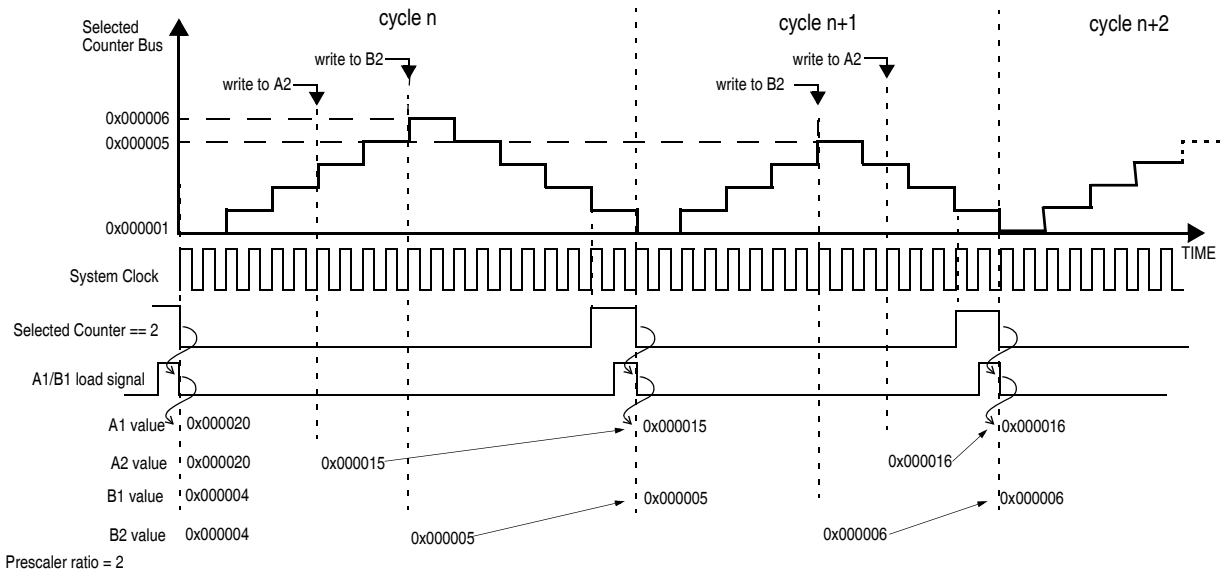 cycle n
cycle n+1
cycle n+2
Selected
Counter Bus
write to A2
write to B2
write to B2
write to A2
0x000006
0x000005
0x000001
TIME
System Clock
Selected Counter == 2
A1/B1 load signal
A1 value
0x000020
0x000015
0x000016
A2 value
0x000020
0x000015
0x000016
B1 value
0x000004
0x000005
0x000006
B2 value
0x000004
0x000005
0x000006
Prescaler ratio = 2